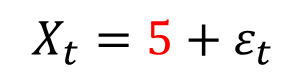 Xₜ = 5 + εₜ